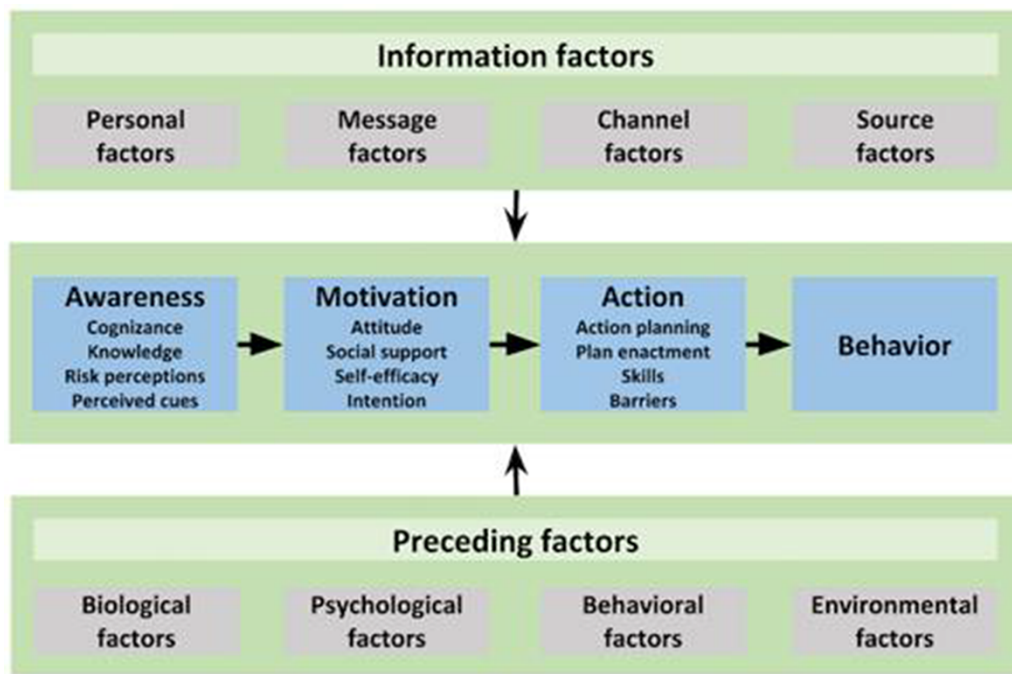 Information factors
Personal
factors
Message
factors
Channel
factors
Source
factors
Awareness
Cognizance
Knowledge
Risk perceptions
Perceived cues
Motivation
Attitude
Social support
Self-efficacy
Intention
Action
Action planning
Plan enactment
Skills
Barriers
Behavior
Preceding factors
Biological
factors
Psychological
factors
Behavioral
factors
Environmental
factors